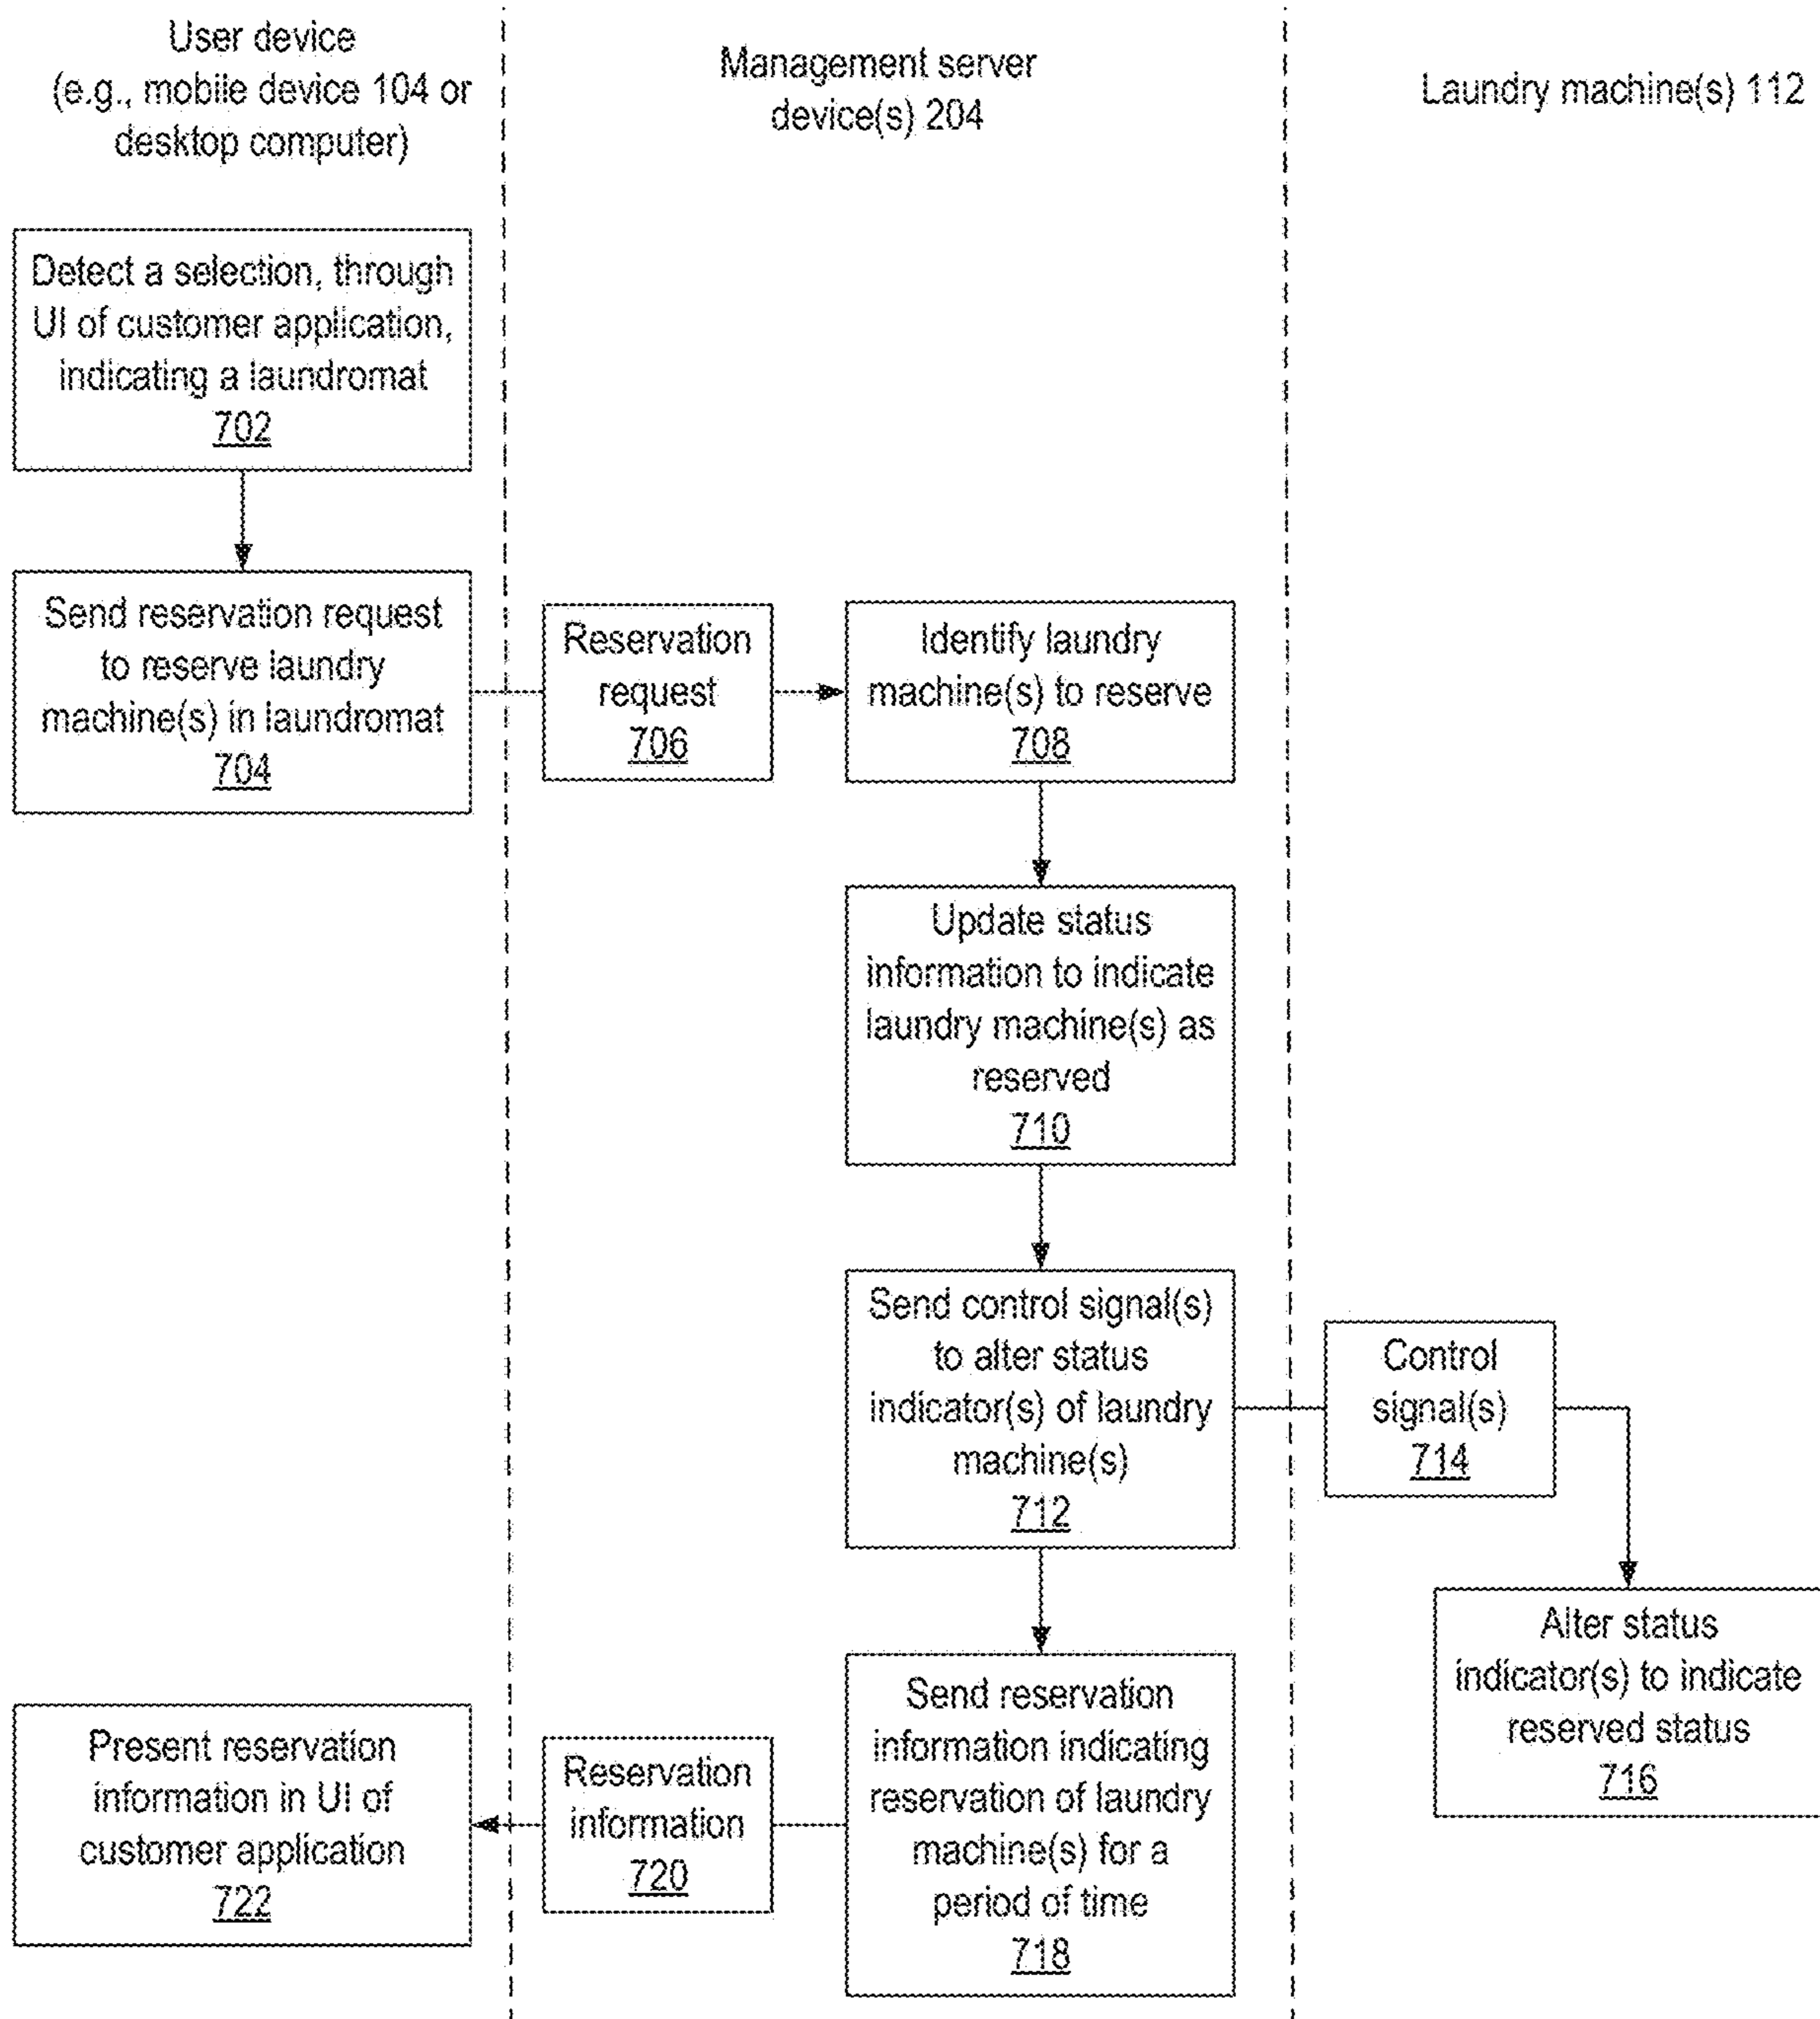 User device
(e.g., mobile device 104 or
desktop computer)
Management server
device(s) 204
Laundry machine(s) 112
Detect a selection, through
UI of customer application,
indicating a laundromat
702
Send reservation request
to reserve laundry
machine(s) in laundromat
704
Reservation
request
706
Identify laundry
machine(s) to reserve
708
Update status
information to indicate
laundry machine(s) as
reserved
710
Send control signal(s)
to alter status
indicator(s) of laundry
machine(s)
712
Control
signal(s)
714
Alter status
indicator(s) to indicate
reserved status
716
Send reservation
information indicating
reservation of laundry
machine(s) for a
period of time
718
Reservation
information
720
Present reservation
information in UI of
customer application
722